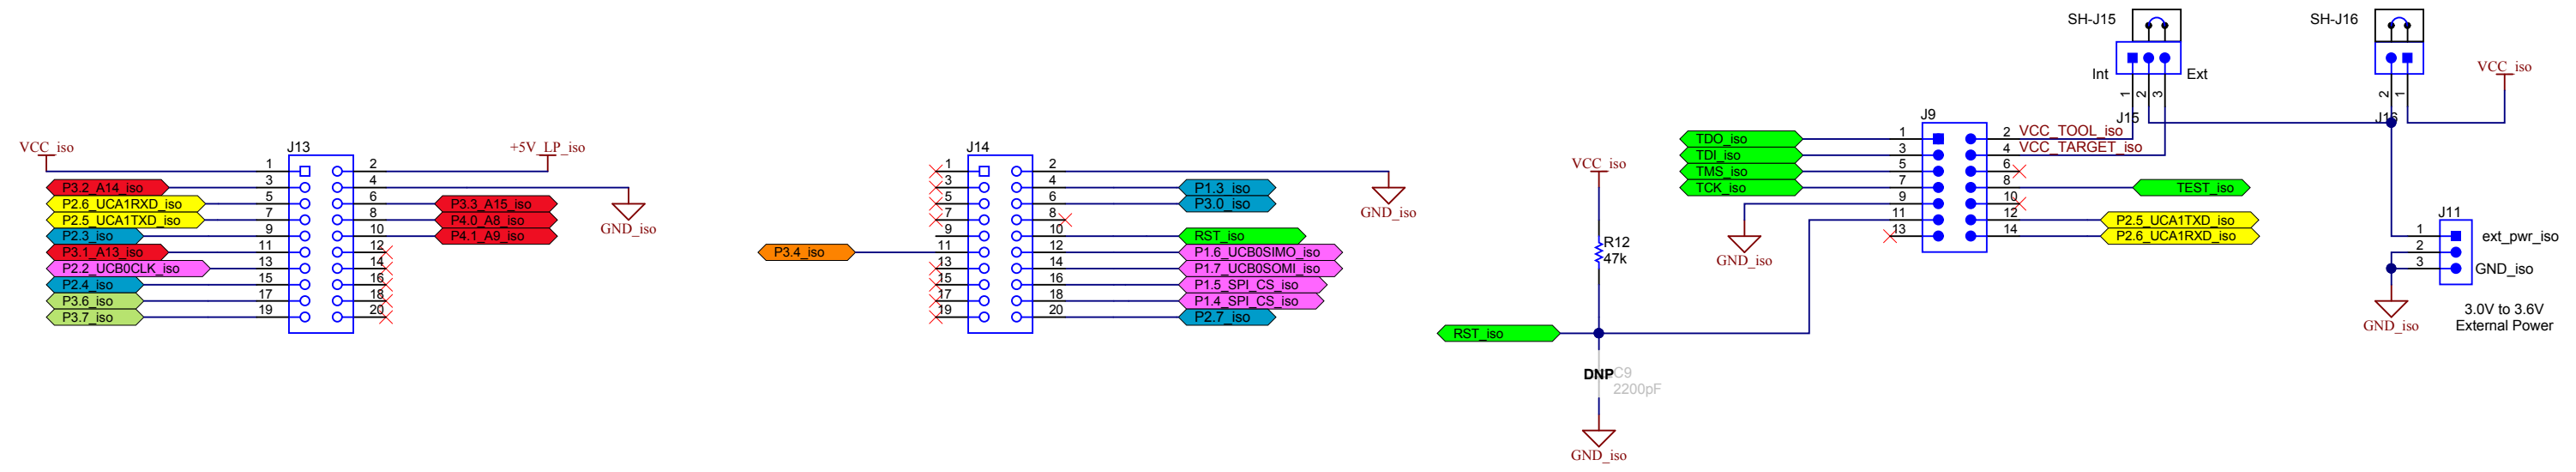 VCC_iso
J13
+5V_LP_iso
1 2
P3.2_A14_iso 3 4
P2.6_UCA1RXD_iso 5 6 P3.3_A15_iso
GND_iso
P2.5_UCA1TXD_iso 7 8 P4.0_A8_iso
P2.3_iso 9 10 P4.1_A9_iso
P3.1_A13_iso 11 12
P2.2_UCB0CLK_iso 13 14
P2.4_iso 15 16
P3.6_iso 17 18
P3.7_iso 19 20
J14
1 2
3 4 P1.3_iso
5 6 P3.0_iso
GND_iso
7 8
9 10 RST_iso
P3.4_iso 11 12 P1.6_UCB0SIMO_iso
13 14 P1.7_UCB0SOMI_iso
15 16 P1.5_SPI_CS_iso
17 18 P1.4_SPI_CS_iso
19 20 P2.7_iso
VCC_iso
R12
47k
RST_iso
DNP C9
2200pF
GND_iso
SH-J15
Int Ext
1 2 3
J15
SH-J16
2 1
J16
VCC_iso
J9
TDO_iso 1 2 VCC_TOOL_iso
TDI_iso 3 4 VCC_TARGET_iso
TMS_iso 5 6
TCK_iso 7 8 TEST_iso
9 10
11 12 P2.5_UCA1TXD_iso
13 14 P2.6_UCA1RXD_iso
GND_iso
J11
1 ext_pwr_iso
2
3 GND_iso
GND_iso
3.0V to 3.6V
External Power